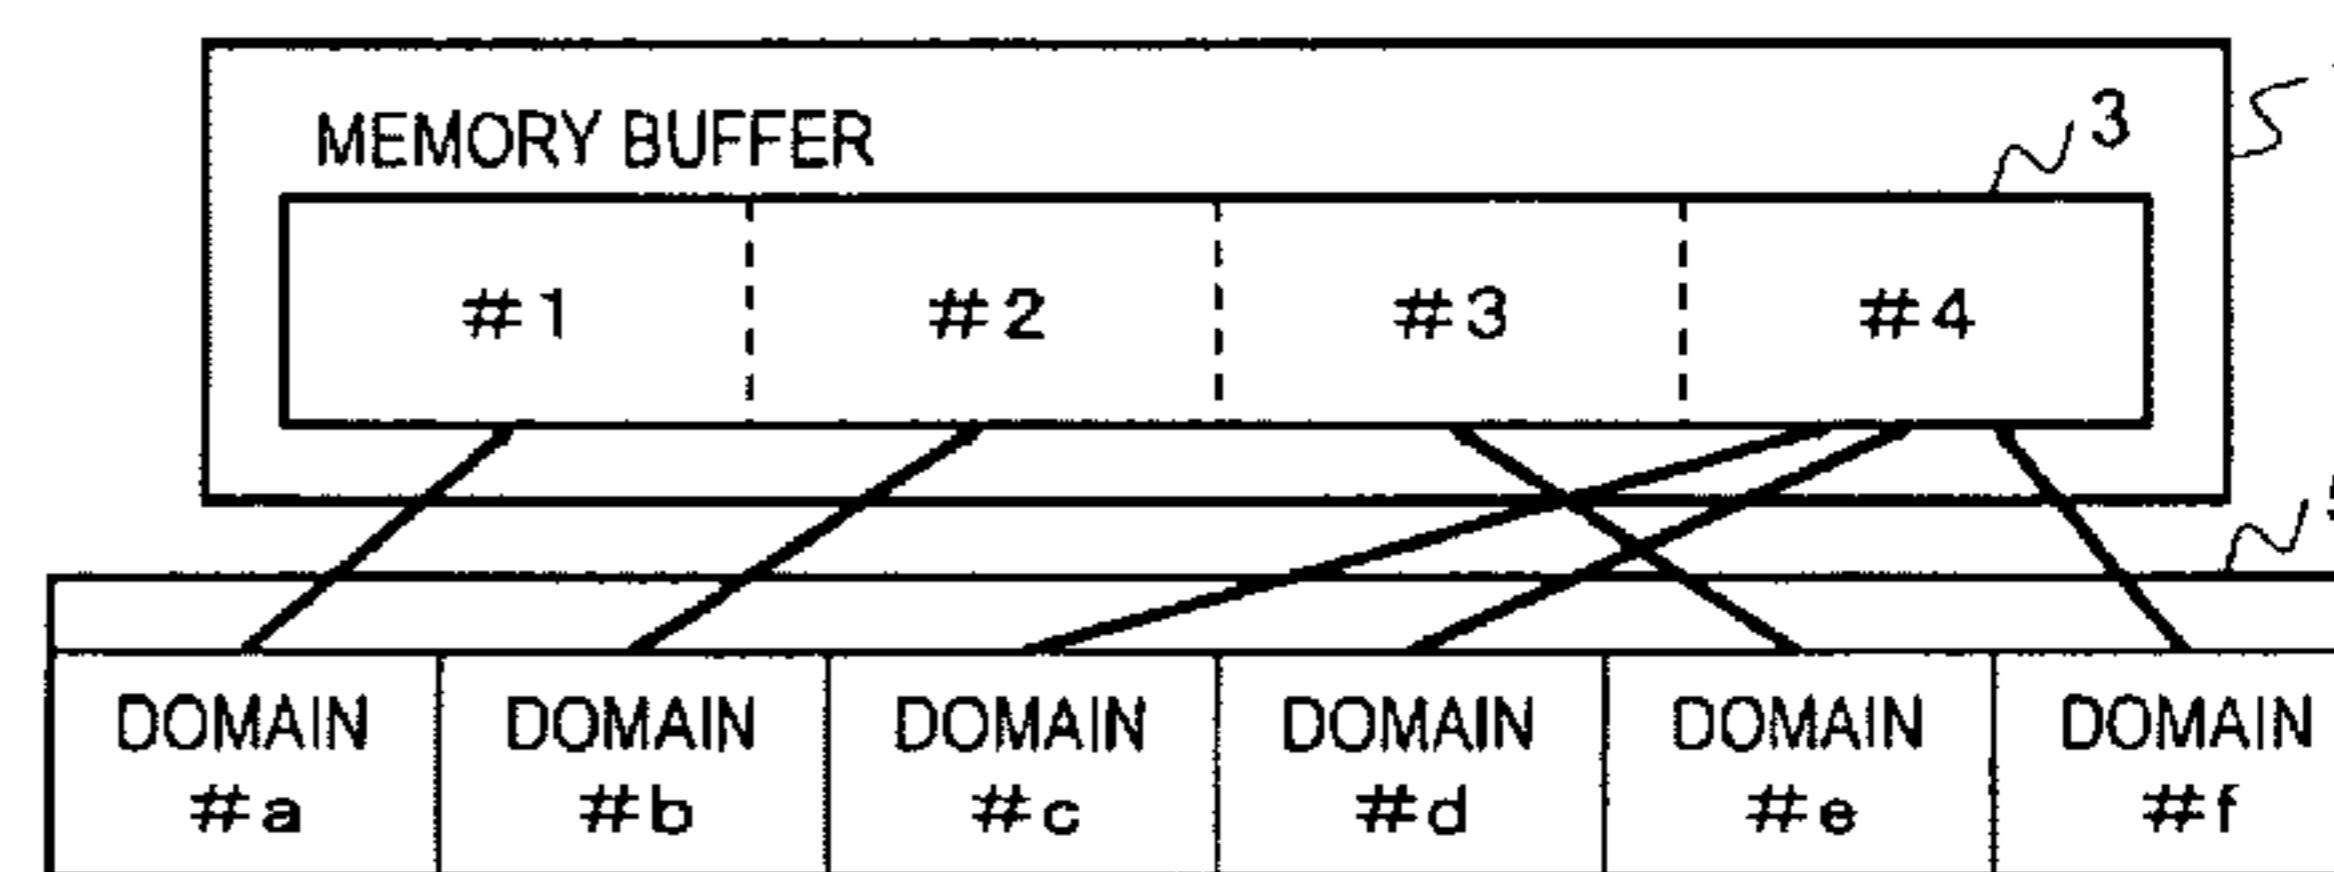 MEMORY BUFFER
3
#1 #2 #3 #4
DOMAIN #a
DOMAIN #b
DOMAIN #c
DOMAIN #d
DOMAIN #e
DOMAIN #f